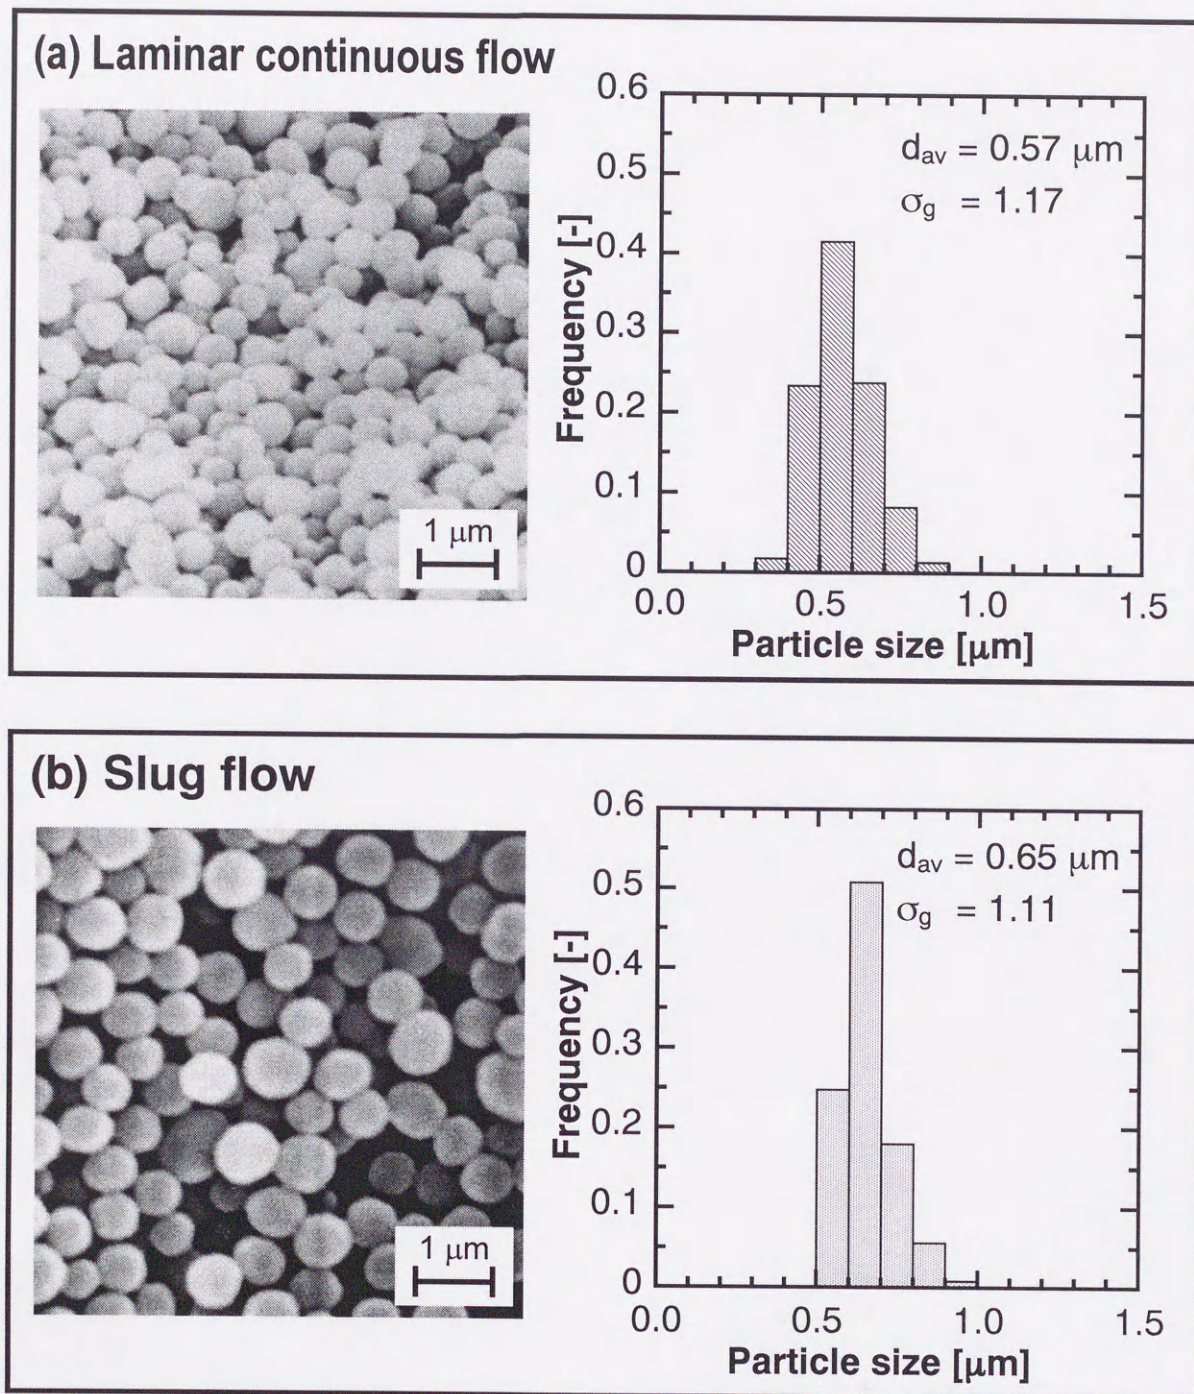 (a) Laminar continuous flow
1 μm
0.6
0.5
0.4
0.3
0.2
0.1
0
Frequency [-]
d_av = 0.57 μm
σ_g = 1.17
0.0 0.5 1.0 1.5
Particle size [μm]
(b) Slug flow
1 μm
0.6
0.5
0.4
0.3
0.2
0.1
0
Frequency [-]
d_av = 0.65 μm
σ_g = 1.11
0.0 0.5 1.0 1.5
Particle size [μm]